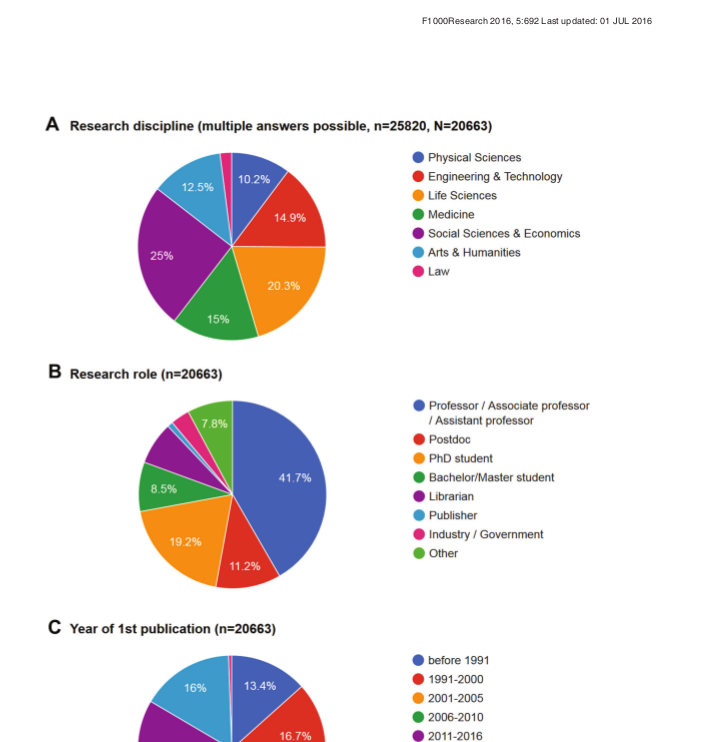 F1000Research 2016, 5:692 Last updated: 01 JUL 2016
A Research discipline (multiple answers possible, n=25820, N=20663)
10.2%
14.9%
20.3%
15%
25%
12.5%
Physical Sciences
Engineering & Technology
Life Sciences
Medicine
Social Sciences & Economics
Arts & Humanities
Law
B Research role (n=20663)
41.7%
11.2%
19.2%
8.5%
7.8%
Professor / Associate professor
/ Assistant professor
Postdoc
PhD student
Bachelor/Master student
Librarian
Publisher
Industry / Government
Other
C Year of 1st publication (n=20663)
13.4%
16.7%
16%
before 1991
1991-2000
2001-2005
2006-2010
2011-2016